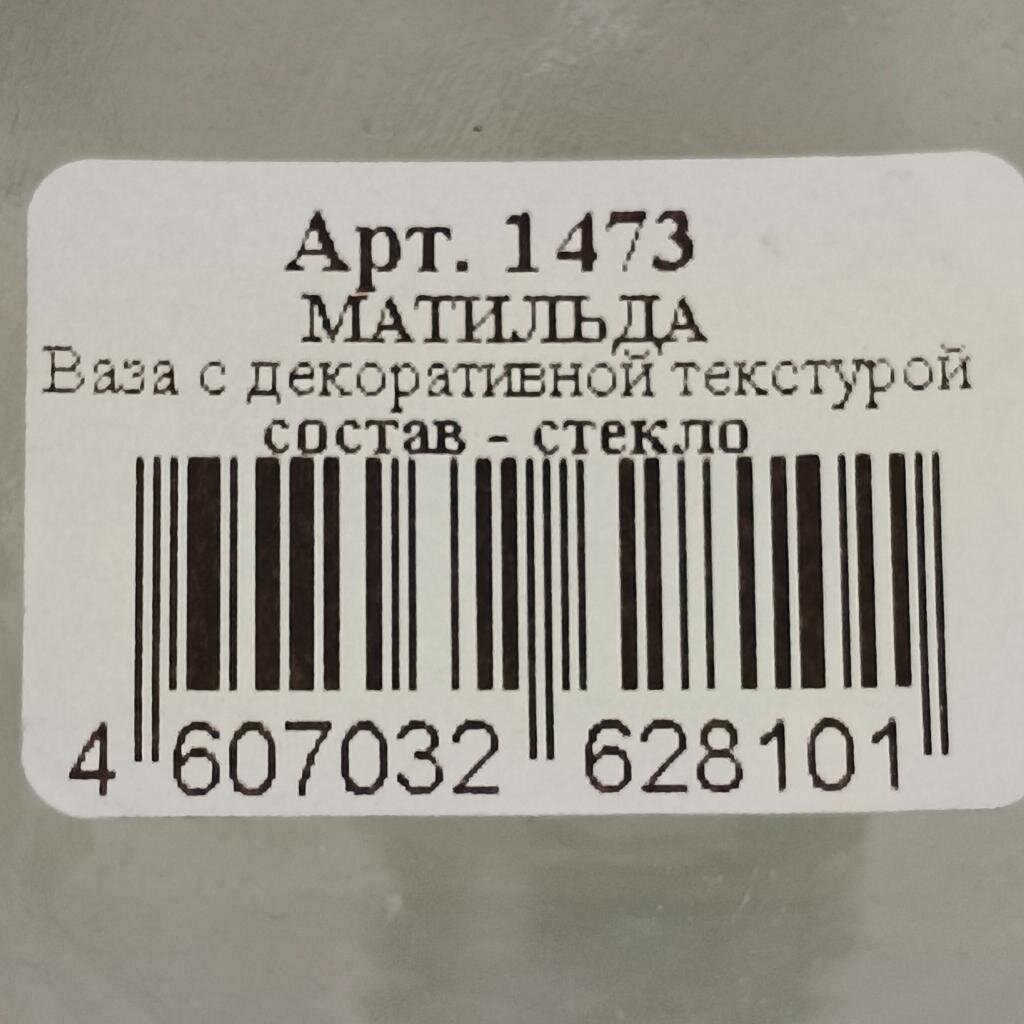 Арт. 1473
МАТИЛЬДА
Ваза с декоративной текстурой
состав - стекло
4 607032 628101